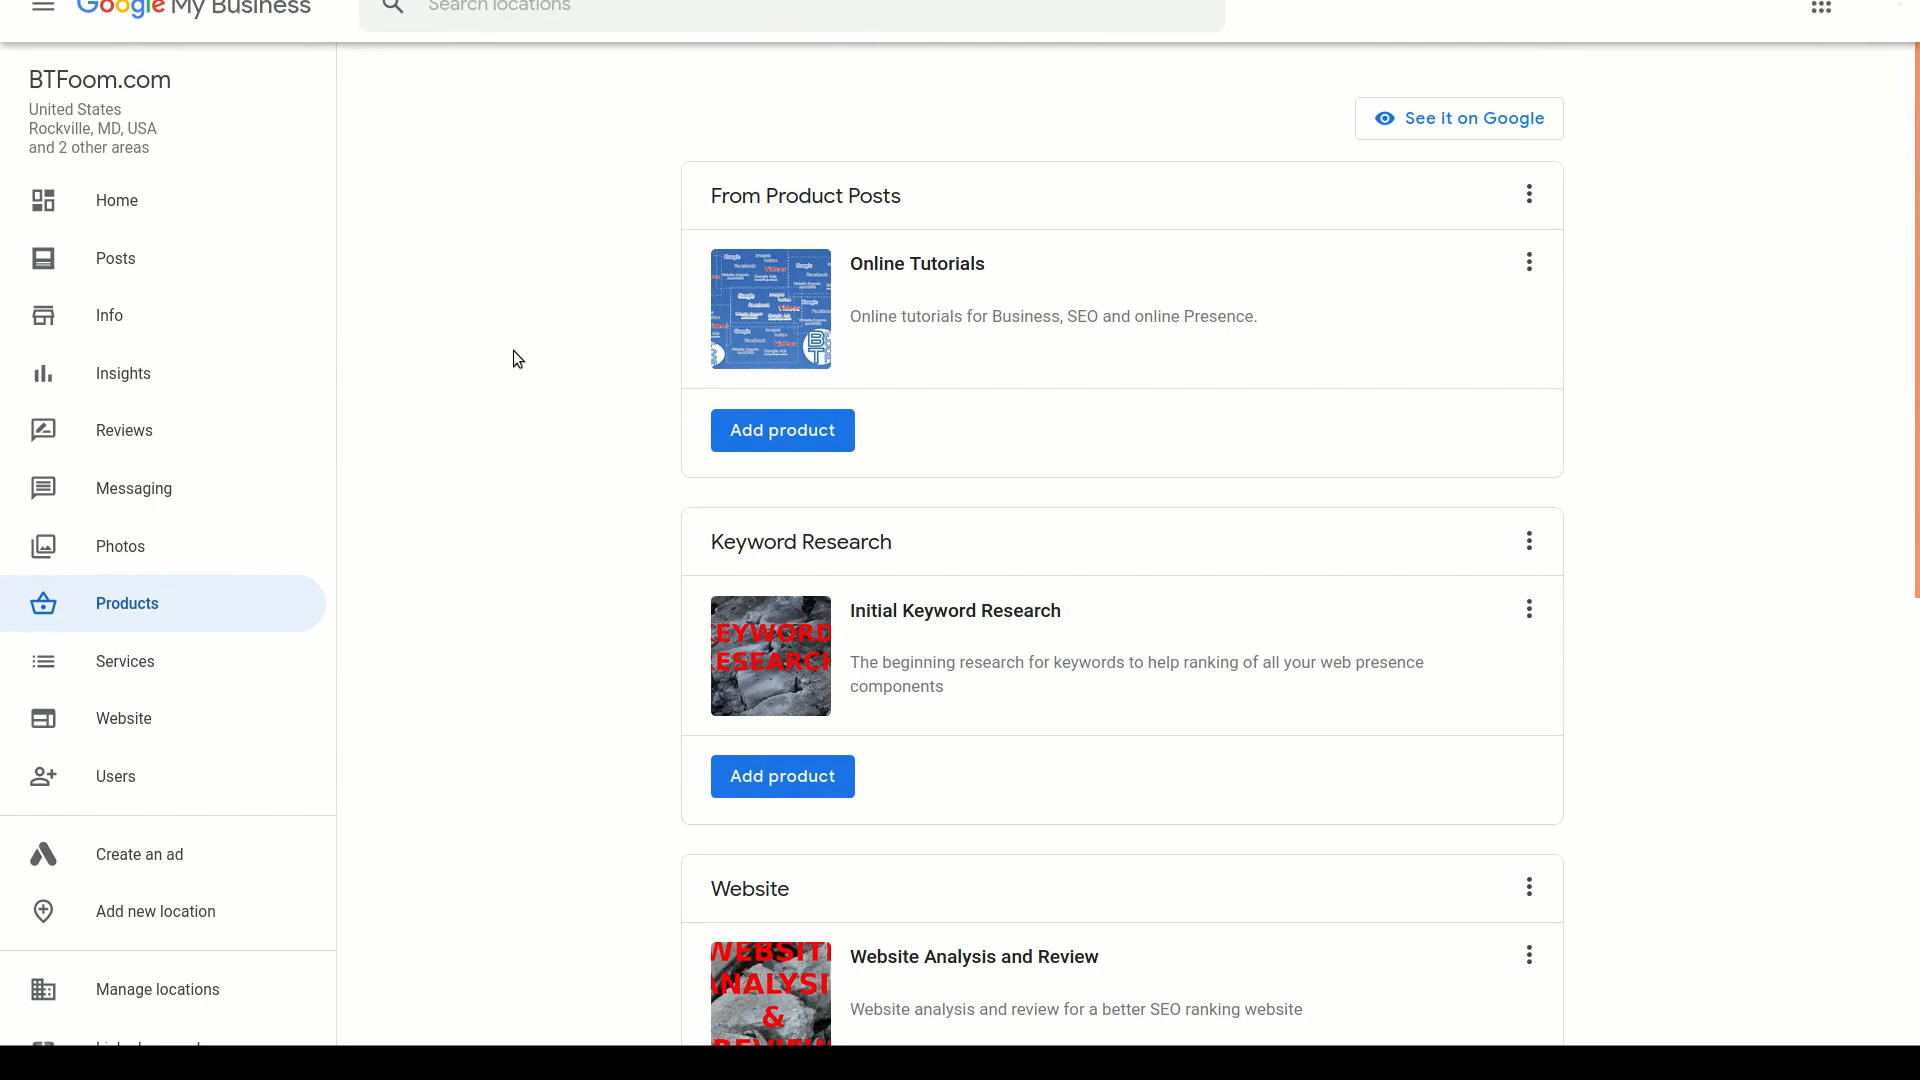 Google My Business
Search locations
BTFoom.com
United States
Rockville, MD, USA
and 2 other areas
Home
Posts
Info
Insights
Reviews
Messaging
Photos
Products
Services
Website
Users
Create an ad
Add new location
Manage locations
See it on Google
From Product Posts
Online Tutorials
Online tutorials for Business, SEO and online Presence.
Add product
Keyword Research
EYWORD
ESEARCH
Initial Keyword Research
The beginning research for keywords to help ranking of all your web presence
components
Add product
Website
WEBSIT
NALYSI
&
Website Analysis and Review
Website analysis and review for a better SEO ranking website